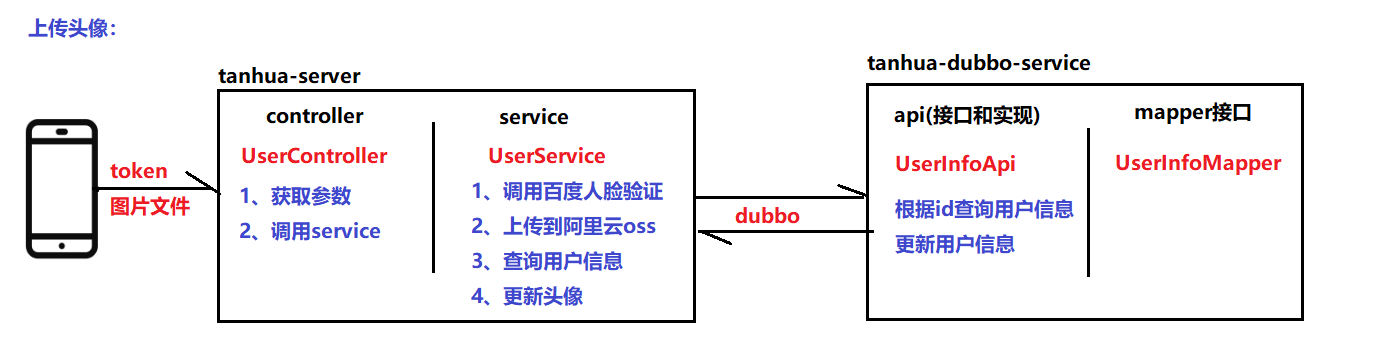 上传头像：
tanhua-server
controller
UserController
1、获取参数
2、调用service
service
UserService
1、调用百度人脸验证
2、上传到阿里云oss
3、查询用户信息
4、更新头像
token
图片文件
dubbo
tanhua-dubbo-service
api(接口和实现)
UserInfoApi
根据id查询用户信息
更新用户信息
mapper接口
UserInfoMapper